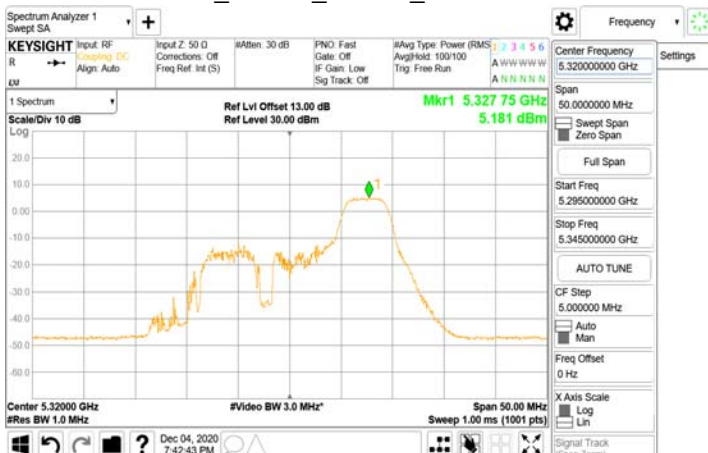 Spectrum Analyzer 1
Swept SA
+
Frequency
KEYSIGHT
R
Input: RF
Coupling: DC
Align: Auto
Input Z: 50 Ω
Corrections: Off
Freq Ref: Int (S)
#Atten: 30 dB
PNO: Fast
Gate: Off
IF Gain: Low
Sig Track: Off
#Avg Type: Power (RMS
Avg|Hold: 100/100
Trig: Free Run
1 2 3 4 5 6
A W W W W W
A N N N N N
1 Spectrum
Scale/Div 10 dB
Log
Ref Lvl Offset 13.00 dB
Ref Level 30.00 dBm
Mkr1 5.327 75 GHz
5.181 dBm
20.0
10.0
0.00
-10.0
-20.0
-30.0
-40.0
-50.0
-60.0
1
Center 5.32000 GHz
#Res BW 1.0 MHz
#Video BW 3.0 MHz*
Span 50.00 MHz
Sweep 1.00 ms (1001 pts)
Dec 04, 2020
7:42:43 PM
?
Center Frequency
5.320000000 GHz
Settings
Span
50.0000000 MHz
Swept Span
Zero Span
Full Span
Start Freq
5.295000000 GHz
Stop Freq
5.345000000 GHz
AUTO TUNE
CF Step
5.000000 MHz
Auto
Man
Freq Offset
0 Hz
X Axis Scale
Log
Lin
Signal Track